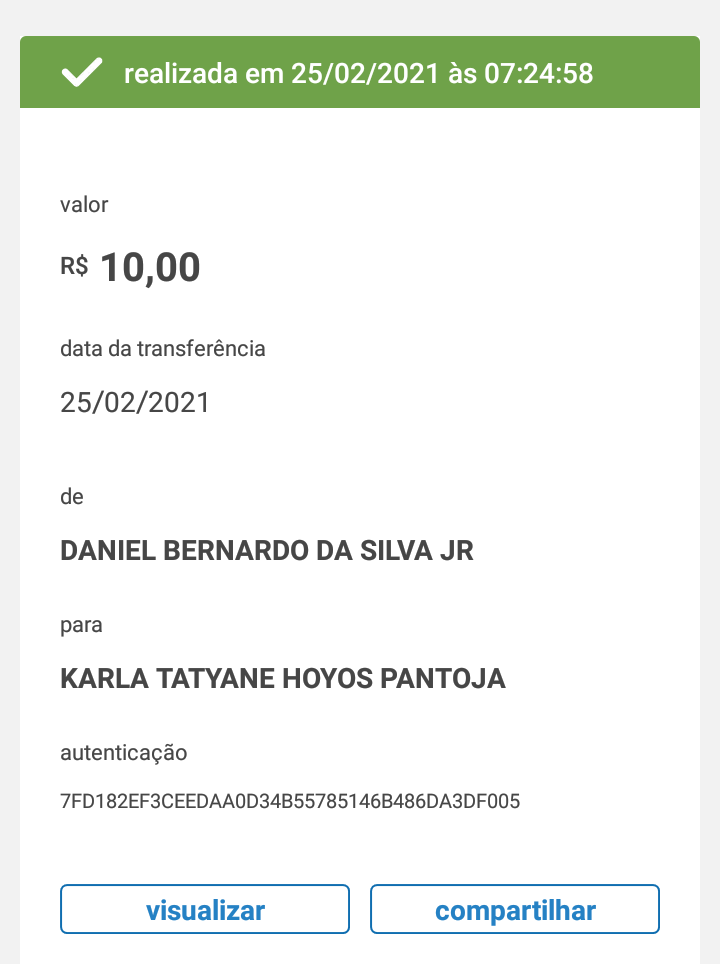 realizada em 25/02/2021 às 07:24:58
valor
R$ 10,00
data da transferência
25/02/2021
de
DANIEL BERNARDO DA SILVA JR
para
KARLA TATYANE HOYOS PANTOJA
autenticação
7FD182EF3CEEDAA0D34B55785146B486DA3DF005
visualizar
compartilhar